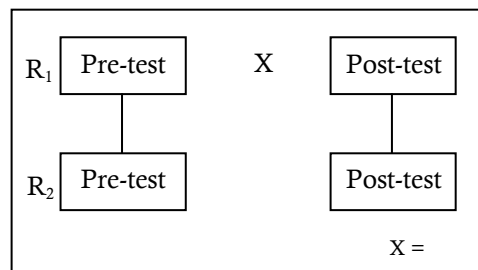 R₁ Pre-test X Post-test
R₂ Pre-test Post-test
X =